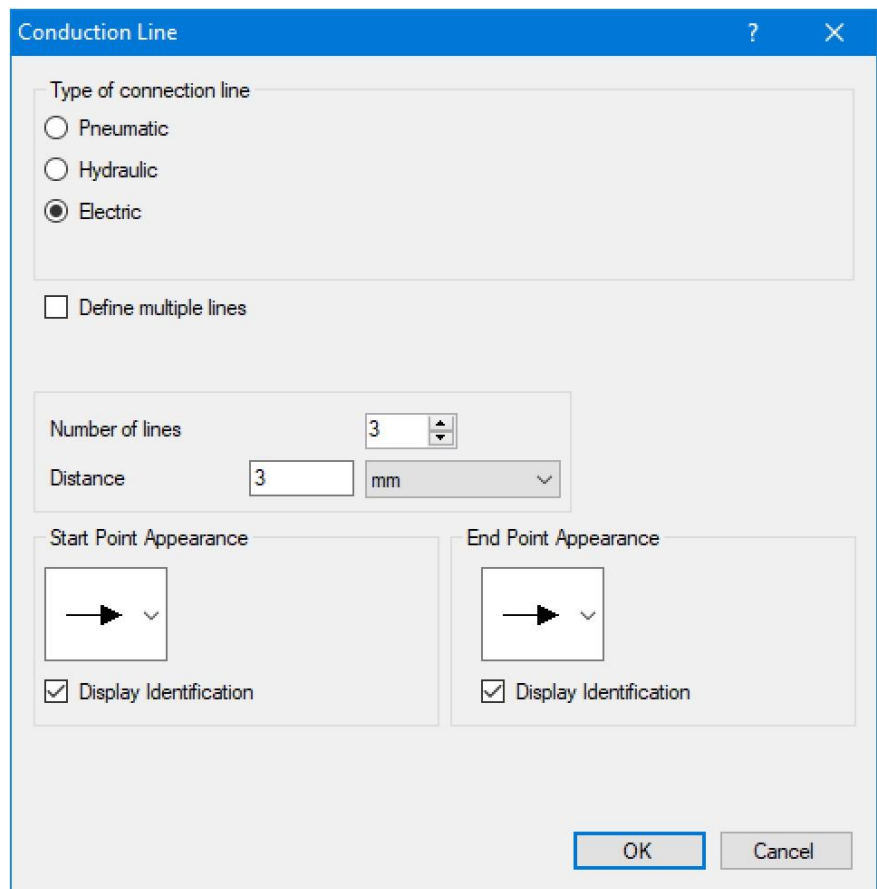 Conduction Line ?
Type of connection line
Pneumatic
Hydraulic
Electric
Define multiple lines
Number of lines 3
Distance 3 mm
Start Point Appearance End Point Appearance
Display Identification Display Identification
OK Cancel